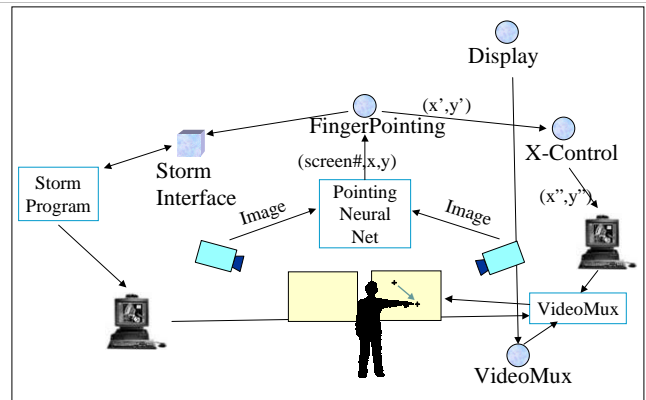 Display
(x’,y’)
FingerPointing
X-Control
(screen#,x,y)
Storm
Interface
Storm
Program
Pointing
Neural
Net
Image
Image
(x”,y”)
VideoMux
VideoMux